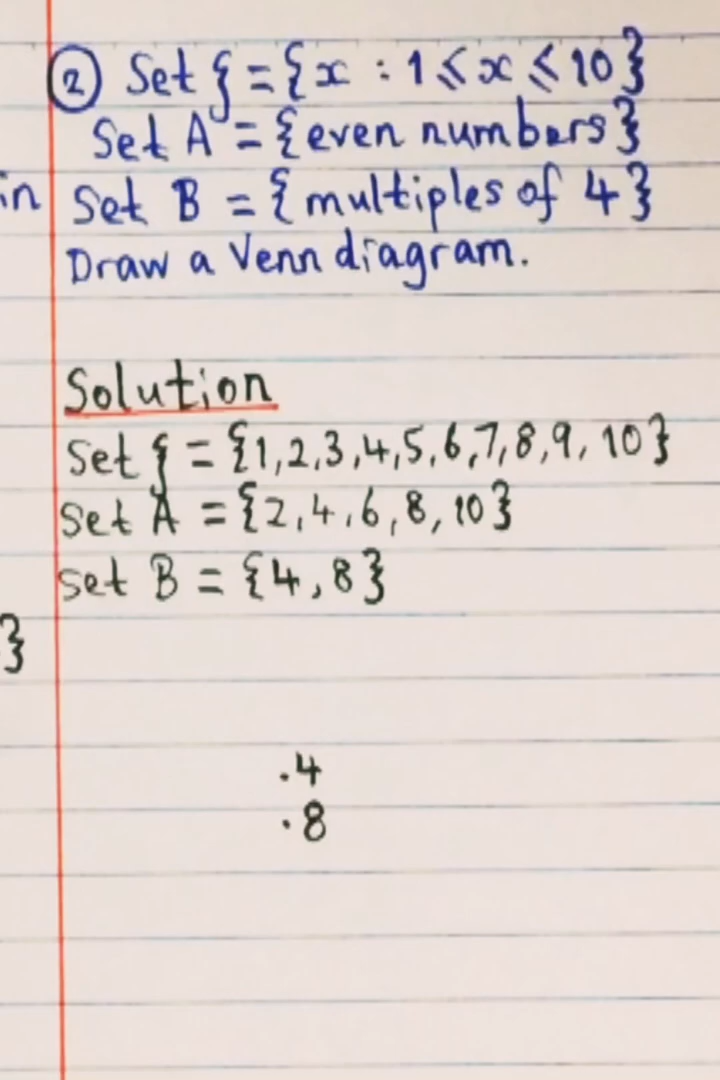 ② Set ξ = {x : 1 ≤ x ≤ 10}
Set A = {even numbers}
in
Set B = {multiples of 4}
Draw a Venn diagram.
Solution
Set ξ = {1,2,3,4,5,6,7,8,9,10}
Set A = {2,4,6,8,10}
Set B = {4,8}
}
.4
.8